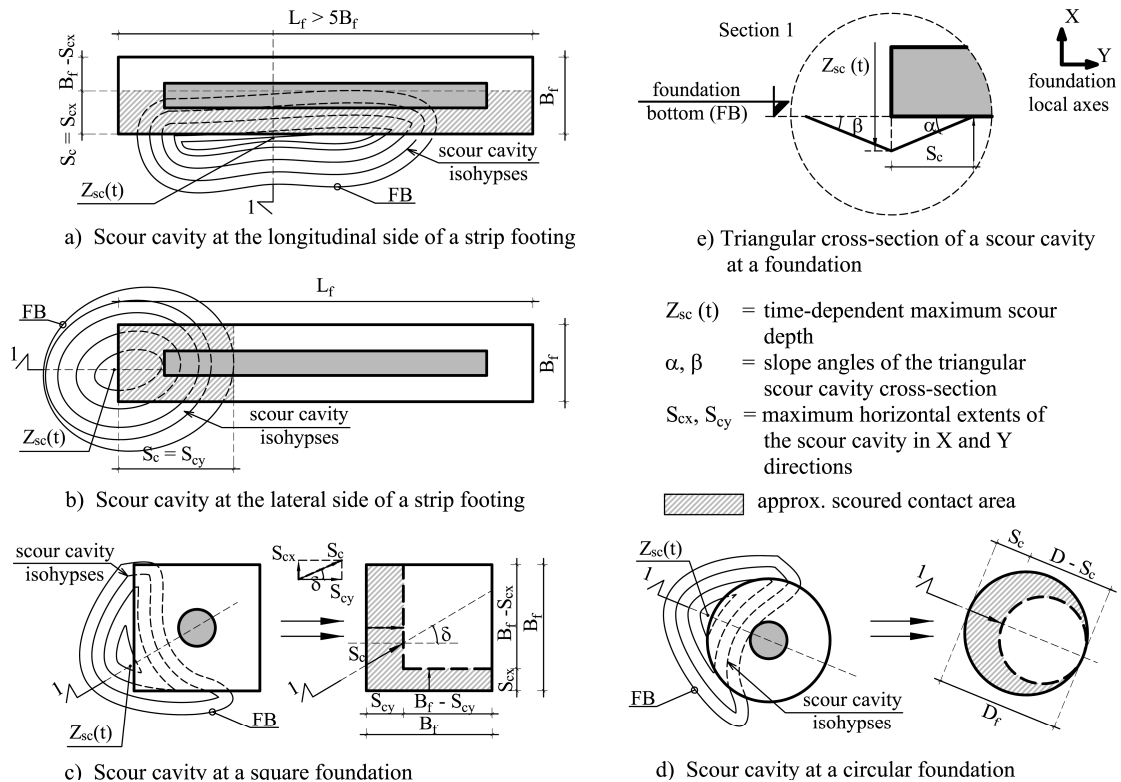 L_f > 5B_f
B_f -S_cx
S_c = S_cx
B_f
scour cavity
isohypses
Z_sc(t)
1
FB
a) Scour cavity at the longitudinal side of a strip footing
FB
L_f
1
B_f
scour cavity
isohypses
Z_sc(t)
S_c = S_cy
b) Scour cavity at the lateral side of a strip footing
scour cavity
isohypses
1
Z_sc(t)
FB
S_cx
S_c
δ
S_cy
S_c
δ
1
B_f -S_cx
S_cx
B_f
S_cy
B_f - S_cy
B_f
c) Scour cavity at a square foundation
Section 1
Z_sc (t)
X
Y
foundation
local axes
foundation
bottom (FB)
β
α
S_c
e) Triangular cross-section of a scour cavity
at a foundation
Z_sc (t) = time-dependent maximum scour
depth
α, β = slope angles of the triangular
scour cavity cross-section
S_cx, S_cy = maximum horizontal extents of
the scour cavity in X and Y
directions
approx. scoured contact area
Z_sc(t)
1
FB
scour cavity
isohypses
S_c
D - S_c
1
D_f
d) Scour cavity at a circular foundation